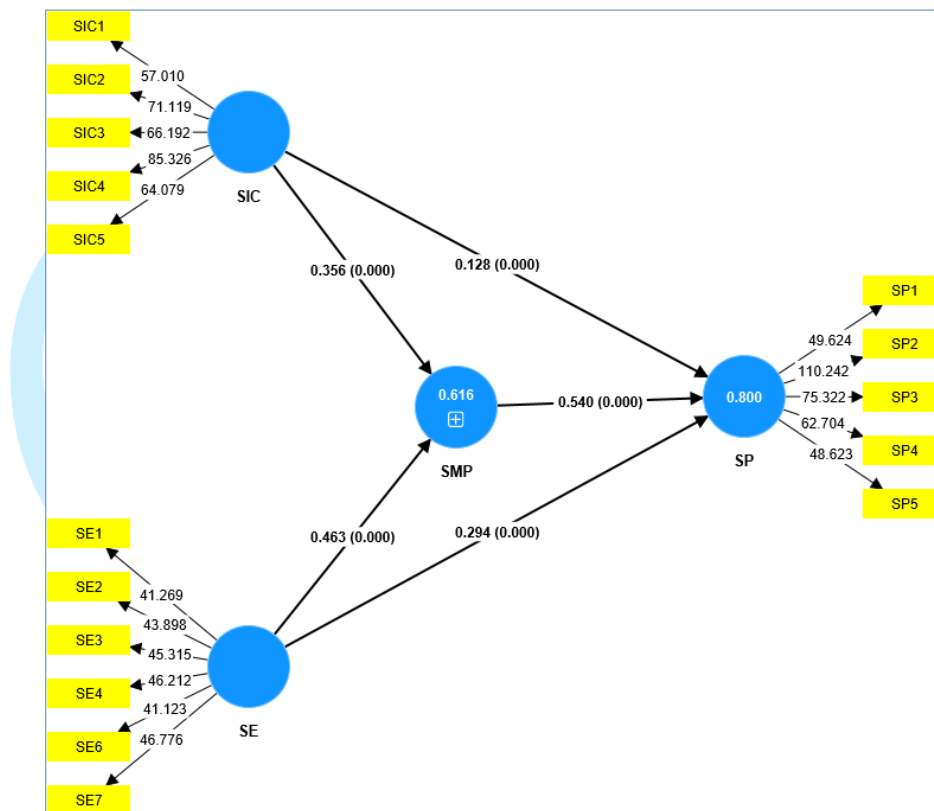 SIC1
57.010
SIC2
71.119
SIC3
66.192
SIC4
85.326
SIC5
64.079
SIC
0.356 (0.000)
0.128 (0.000)
0.616
SMP
0.540 (0.000)
0.800
SP
SP1
49.624
SP2
110.242
SP3
75.322
SP4
62.704
SP5
48.623
0.463 (0.000)
0.294 (0.000)
SE1
41.269
SE2
43.898
SE3
45.315
SE4
46.212
SE6
41.123
SE7
46.776
SE